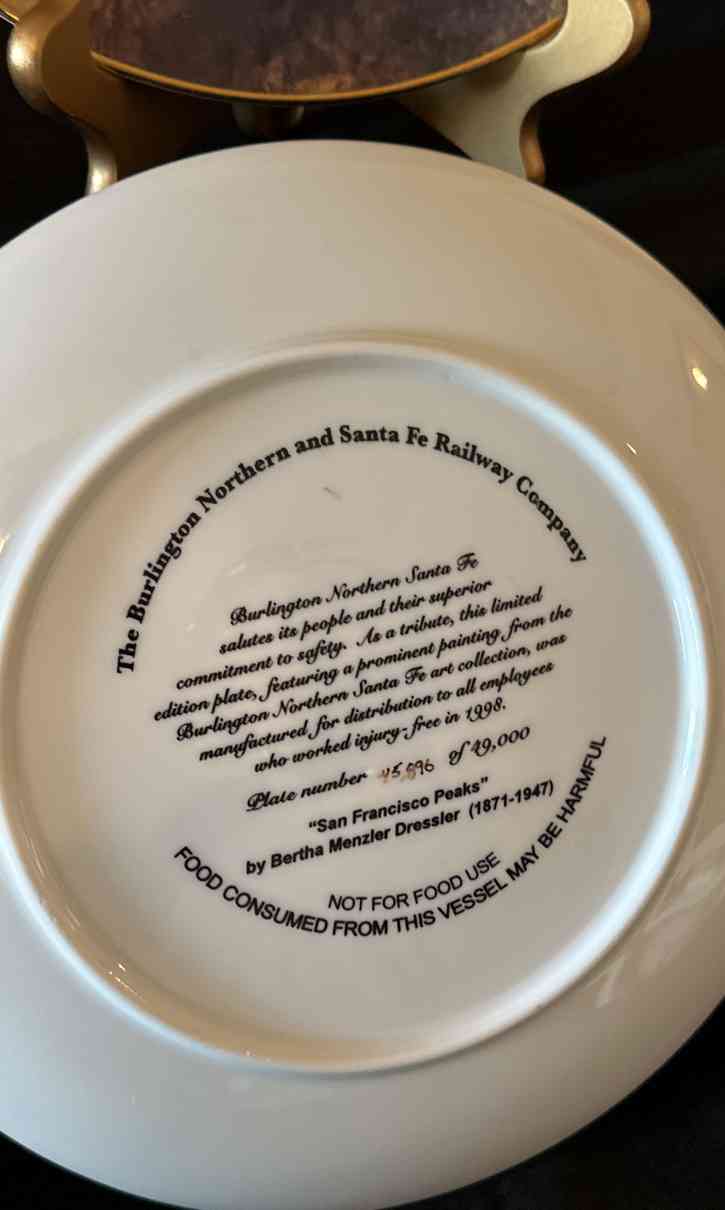 The Burlington Northern and Santa Fe Railway Company
Burlington Northern Santa Fe
salutes its people and their superior
commitment to safety. As a tribute, this limited
edition plate, featuring a prominent painting from the
Burlington Northern Santa Fe art collection, was
manufactured for distribution to all employees
who worked injury-free in 1998.
Plate number of 49,000
"San Francisco Peaks"
by Bertha Menzler Dressler (1871-1947)
NOT FOR FOOD USE
FOOD CONSUMED FROM THIS VESSEL MAY BE HARMFUL